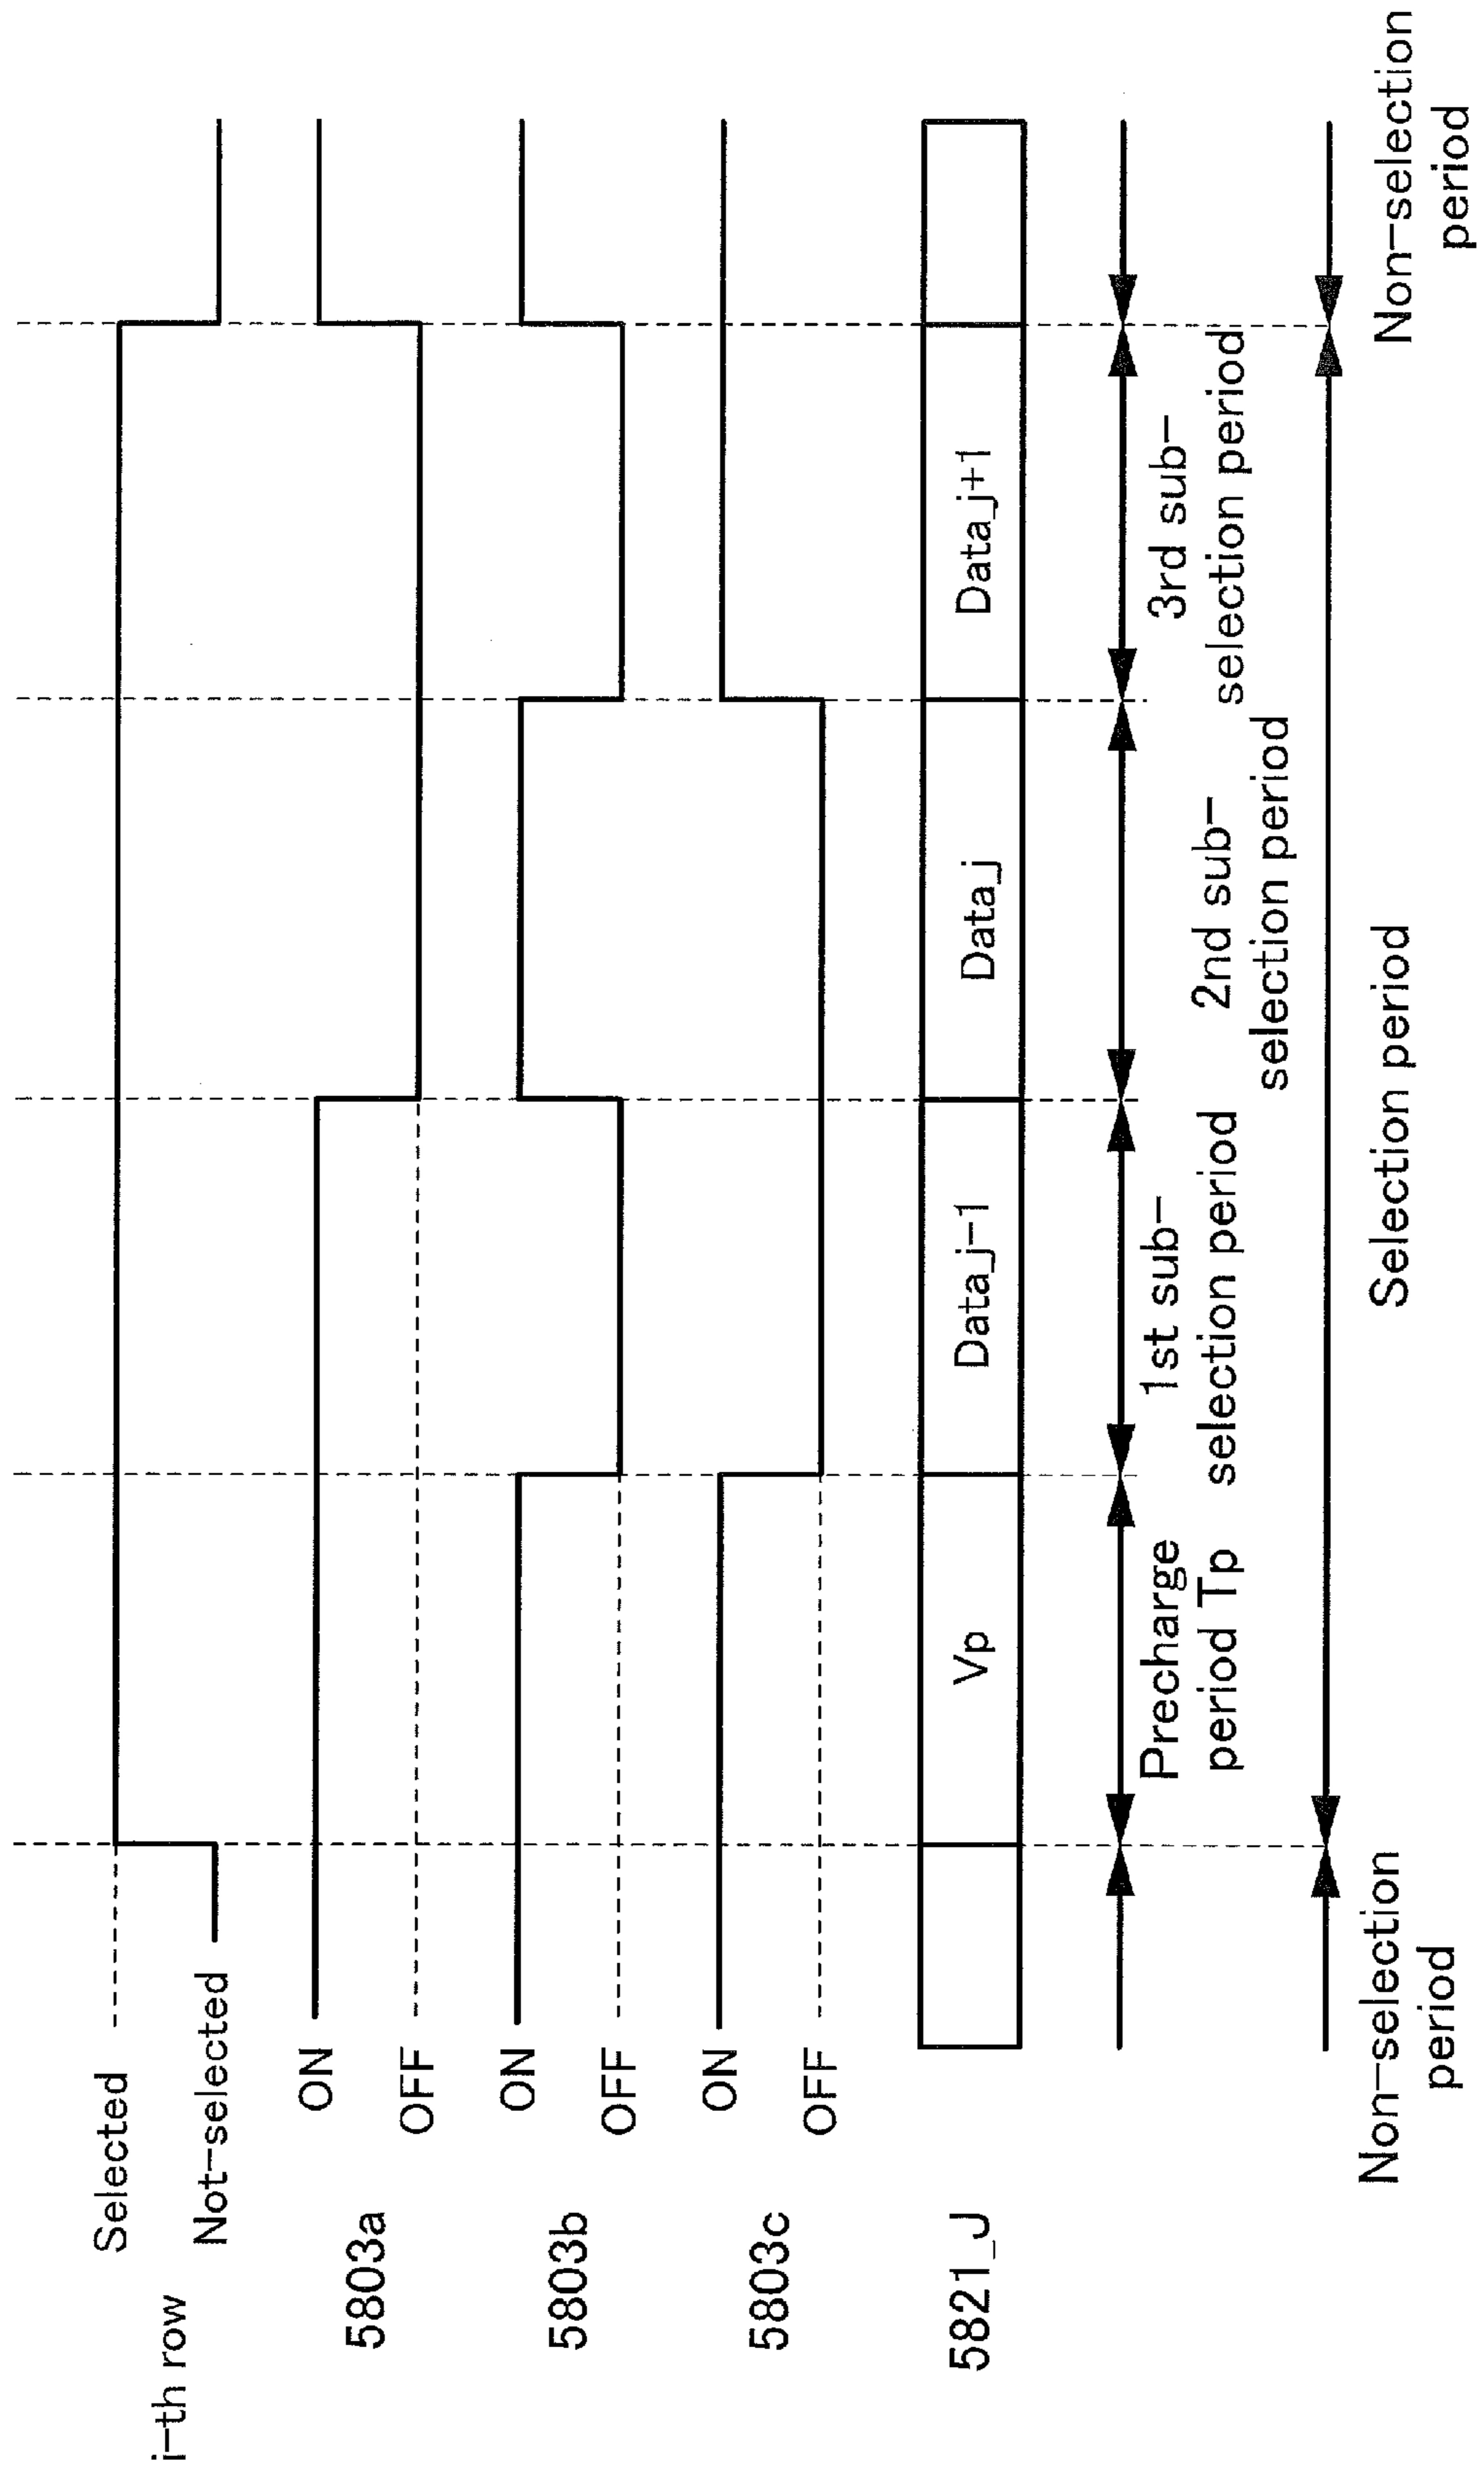 i-th row
Selected
Not-selected
5803a
ON
OFF
5803b
ON
OFF
5803c
ON
OFF
5821_J
Vp
Data_j-1
Data_j
Data_j+1
Precharge
period Tp
1st sub-
selection period
2nd sub-
selection period
3rd sub-
selection period
Non-selection
period
Selection period
Non-selection
period